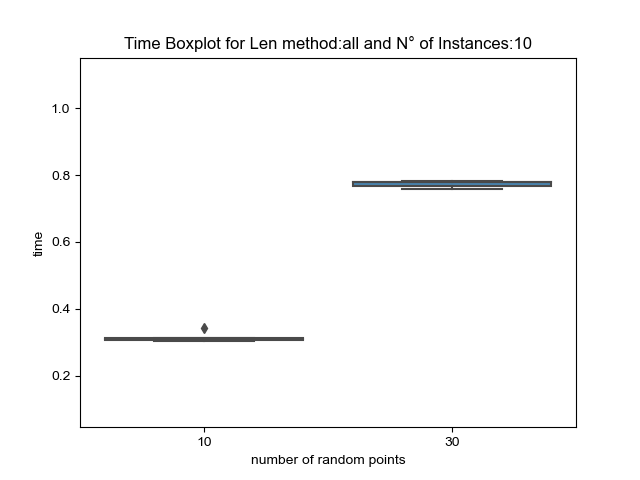 Time Boxplot for Len method:all and N° of Instances:10
1.0
0.8
0.6
0.4
0.2
time
10 30
number of random points